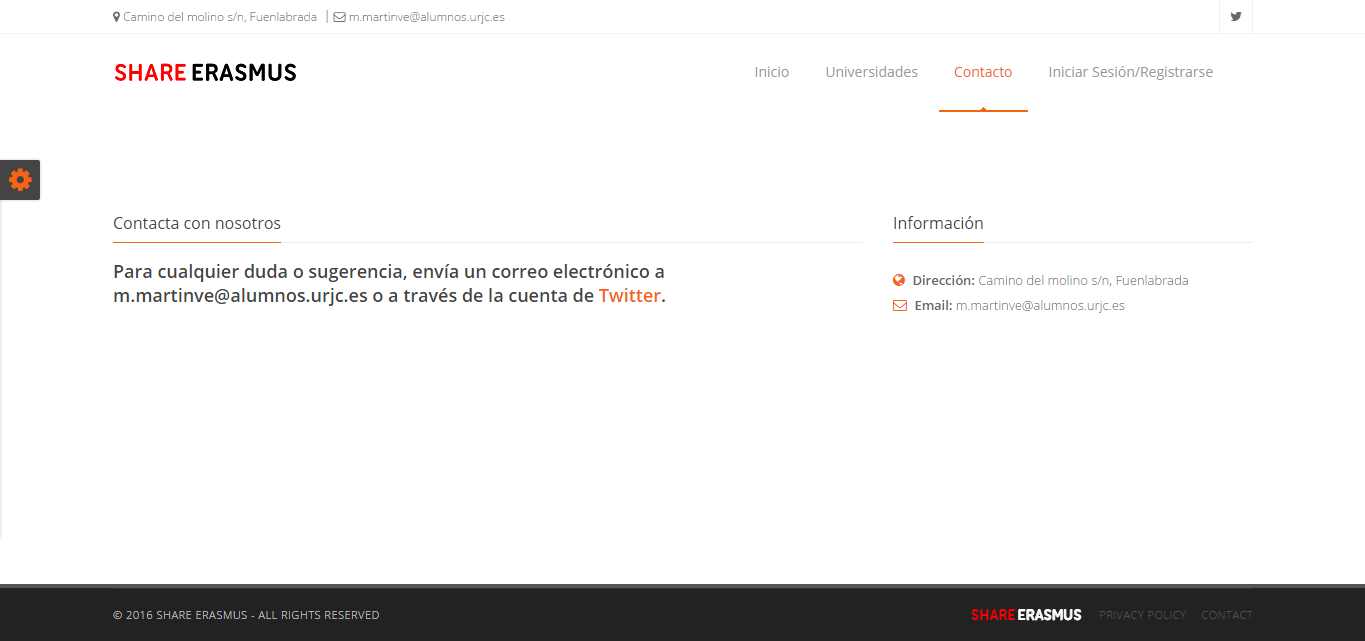 Camino del molino s/n, Fuenlabrada | m.martinve@alumnos.urjc.es
SHARE ERASMUS
Inicio Universidades Contacto Iniciar Sesión/Registrarse
Contacta con nosotros
Para cualquier duda o sugerencia, envía un correo electrónico a
m.martinve@alumnos.urjc.es o a través de la cuenta de Twitter.
Información
Dirección: Camino del molino s/n, Fuenlabrada
Email: m.martinve@alumnos.urjc.es
© 2016 SHARE ERASMUS - ALL RIGHTS RESERVED
SHARE ERASMUS PRIVACY POLICY CONTACT